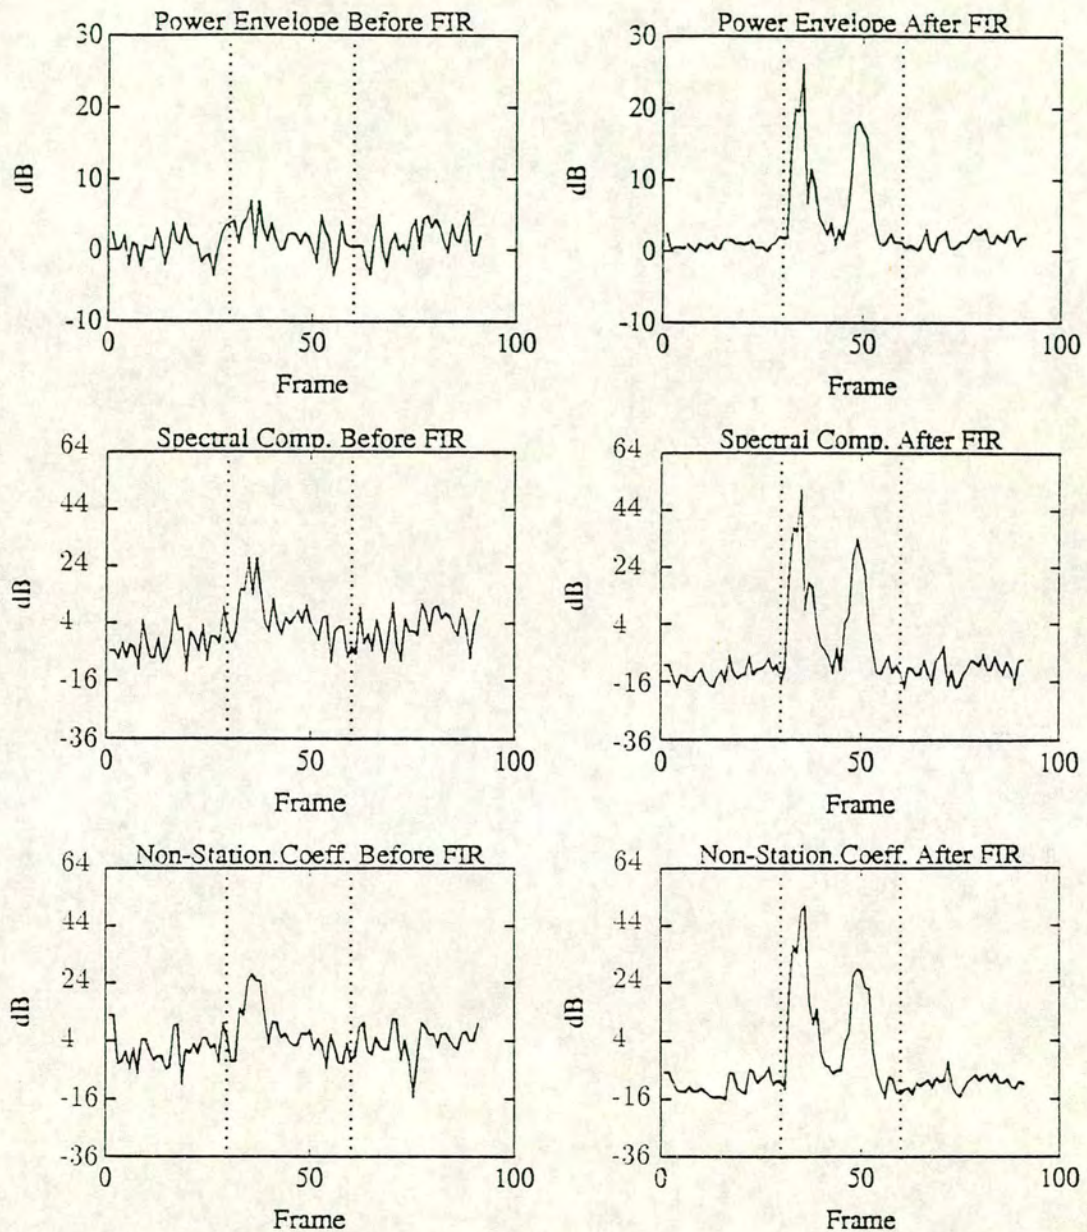 Power Envelope Before FIR
30
20
10
0
-10
dB
0
50
100
Frame
Power Envelope After FIR
30
20
10
0
-10
dB
0
50
100
Frame
Spectral Comp. Before FIR
64
44
24
4
-16
-36
dB
0
50
100
Frame
Spectral Comp. After FIR
64
44
24
4
-16
-36
dB
0
50
100
Frame
Non-Station.Coeff. Before FIR
64
44
24
4
-16
-36
dB
0
50
100
Frame
Non-Station.Coeff. After FIR
64
44
24
4
-16
-36
dB
0
50
100
Frame